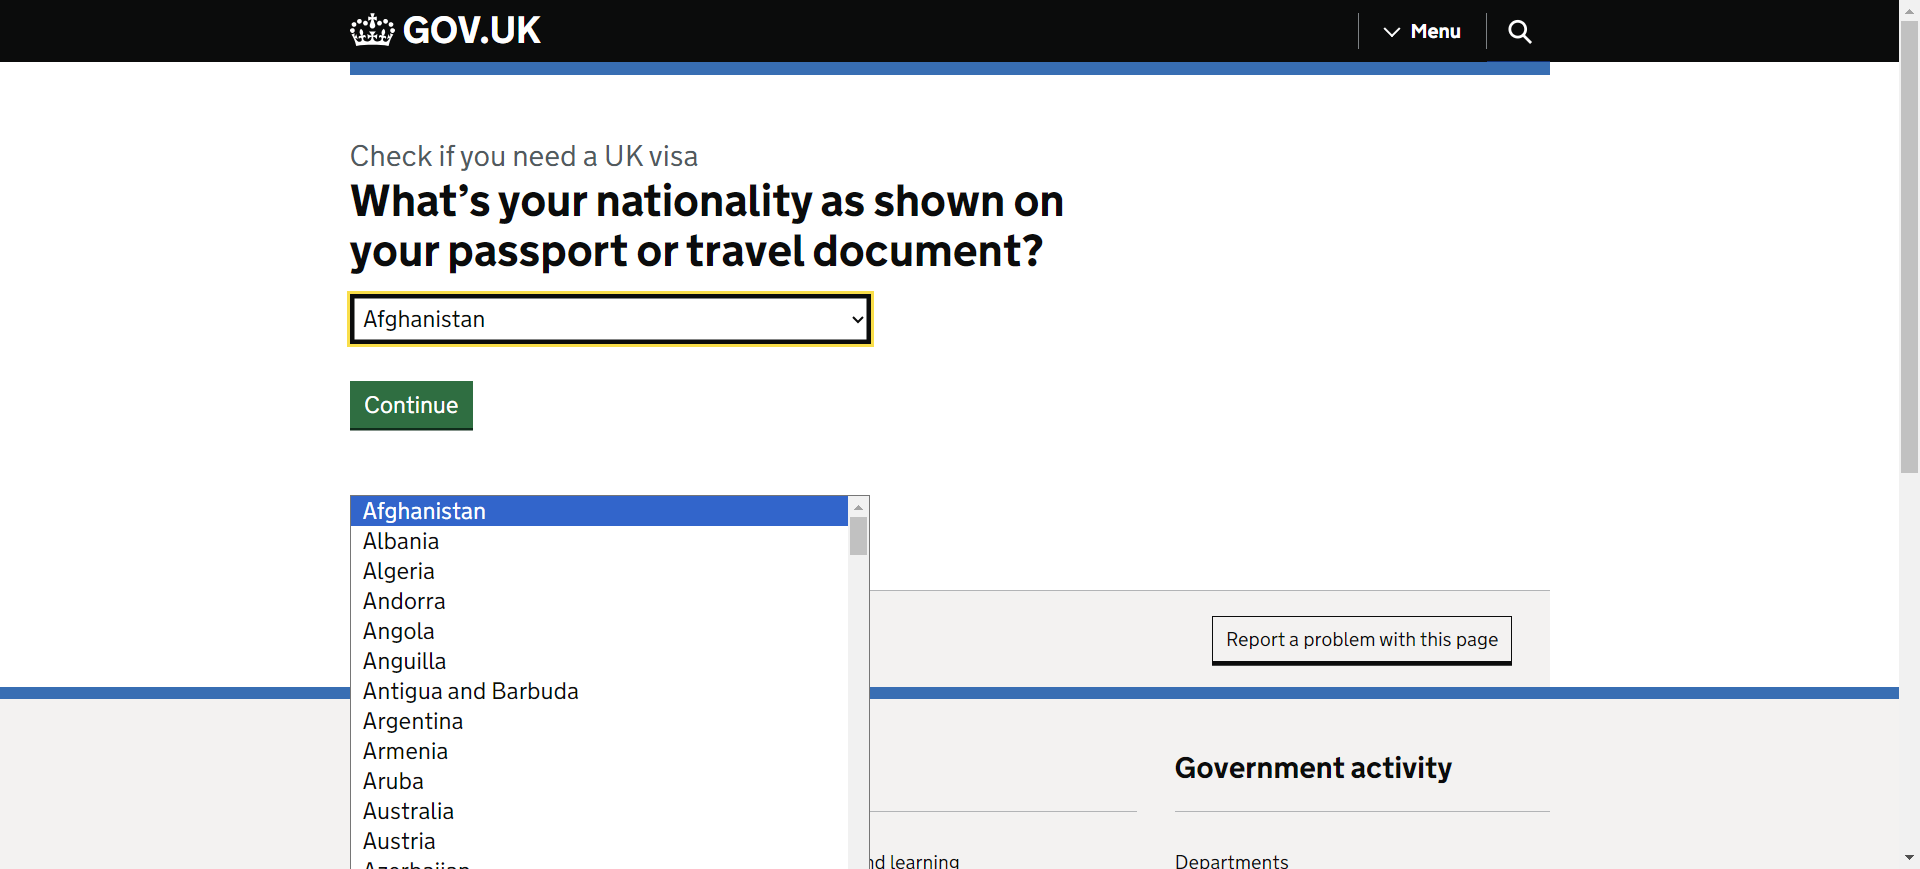 GOV.UK
Menu
Check if you need a UK visa
What’s your nationality as shown on
your passport or travel document?
Afghanistan
Continue
Afghanistan
Albania
Algeria
Andorra
Angola
Anguilla
Antigua and Barbuda
Argentina
Armenia
Aruba
Australia
Austria
Report a problem with this page
Government activity
learning
Departments